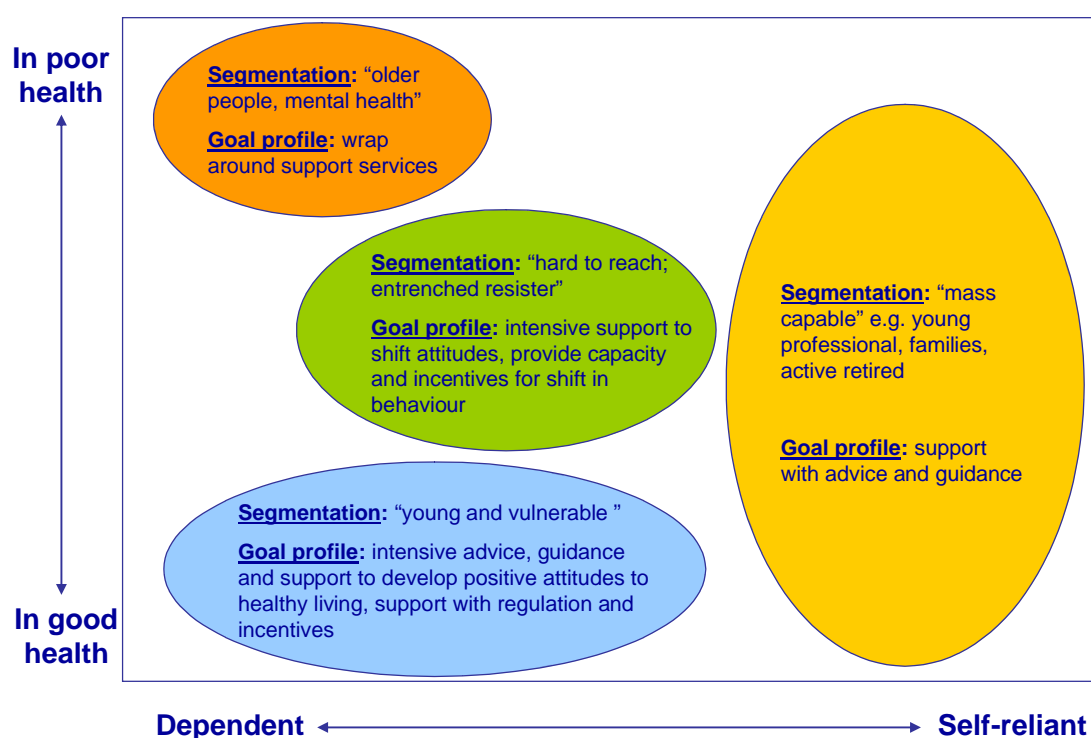 In poor
health
Segmentation: “older
people, mental health”
Goal profile: wrap
around support services
Segmentation: “hard to reach;
entrenched resister”
Goal profile: intensive support to
shift attitudes, provide capacity
and incentives for shift in
behaviour
Segmentation: “mass
capable” e.g. young
professional, families,
active retired
Goal profile: support
with advice and guidance
Segmentation: “young and vulnerable ”
Goal profile: intensive advice, guidance
and support to develop positive attitudes to
healthy living, support with regulation and
incentives
In good
health
Dependent
Self-reliant